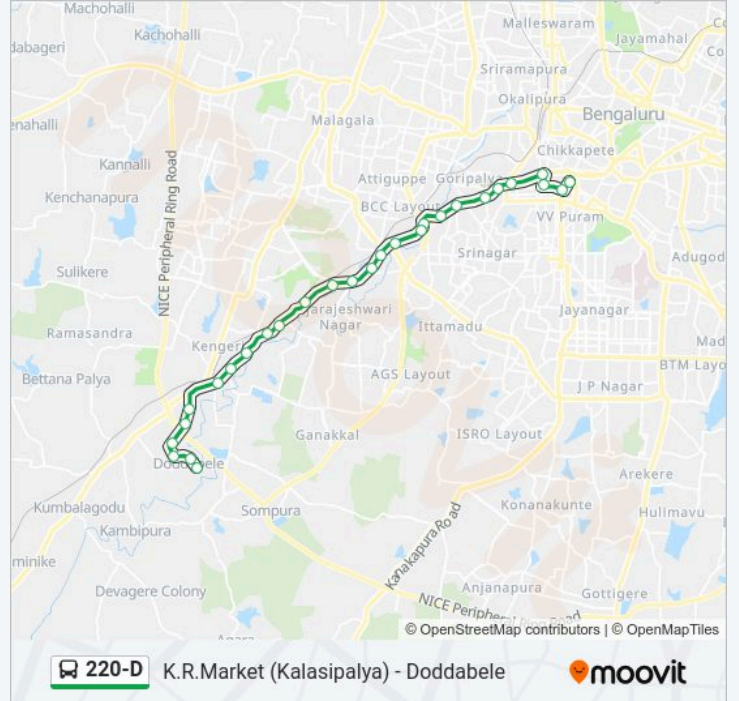 Machohalli
Malleswaram
dabageri
Kachohalli
Jayamahal
Sriramapura
Okalipura
Bengaluru
enahalli
Malagala
Chikkapete
Kannalli
Attiguppe
Goripalya
Kenchanapura
BCC Layout
VV Puram
NICE Peripheral Ring Road
Srinagar
Adugod
Sulikere
Jayanagar
Ramasandra
arajeshwari
Nagar
Ittamadu
Mad
Kengeri
Bettana Palya
AGS Layout
BTM Layo
J P Nagar
Ganakkal
ISRO Layout
Doddabele
Arekere
Kumbalagodu
Sompura
Konanakunte
Hulimavu
Kambipura
Kanakapura Road
minike
Devagere Colony
Anjanapura
Gottigere
NICE Peripheral Ring Road
© OpenStreetMap contributors | © OpenMapTiles
220-D K.R.Market (Kalasipalya) - Doddabele
moovit